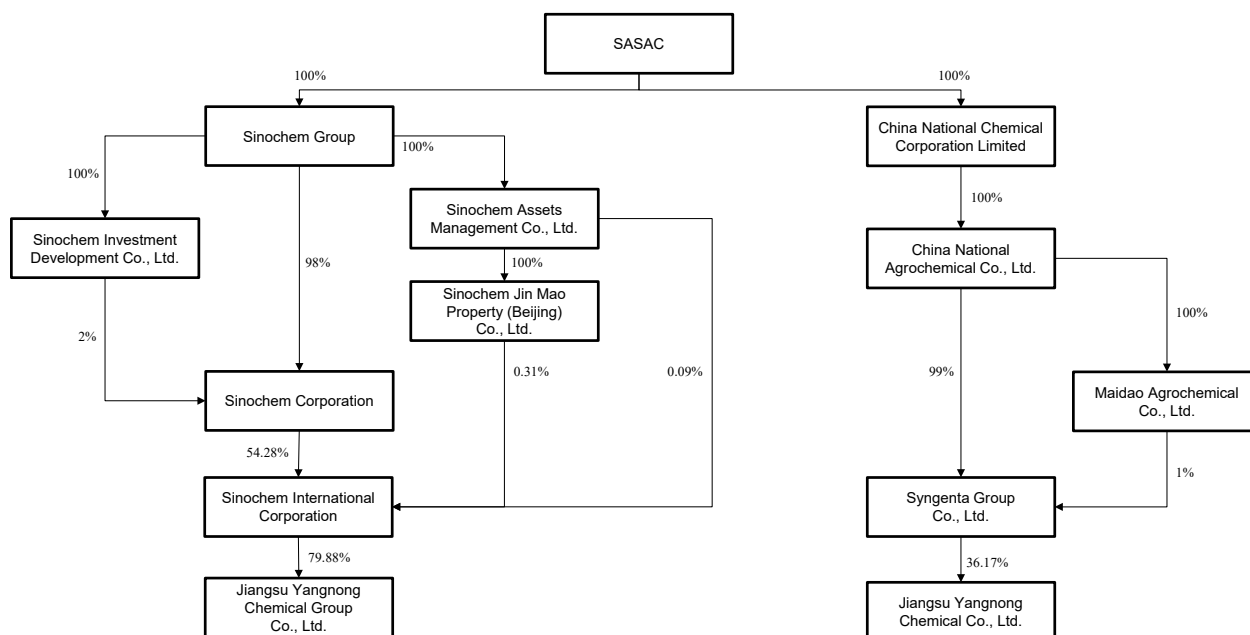 SASAC
100%
100%
Sinochem Group
China National Chemical
Corporation Limited
100%
100%
100%
Sinochem Assets
Management Co., Ltd.
Sinochem Investment
Development Co., Ltd.
China National
Agrochemical Co., Ltd.
98%
100%
Sinochem Jin Mao
Property (Beijing)
Co., Ltd.
100%
2%
0.31%
0.09%
99%
Sinochem Corporation
Maidao Agrochemical
Co., Ltd.
54.28%
1%
Sinochem International
Corporation
Syngenta Group
Co., Ltd.
79.88%
36.17%
Jiangsu Yangnong
Chemical Group
Co., Ltd.
Jiangsu Yangnong
Chemical Co., Ltd.